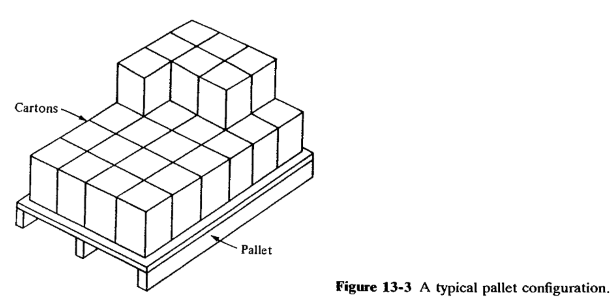 Cartons
Pallet
Figure 13-3 A typical pallet configuration.